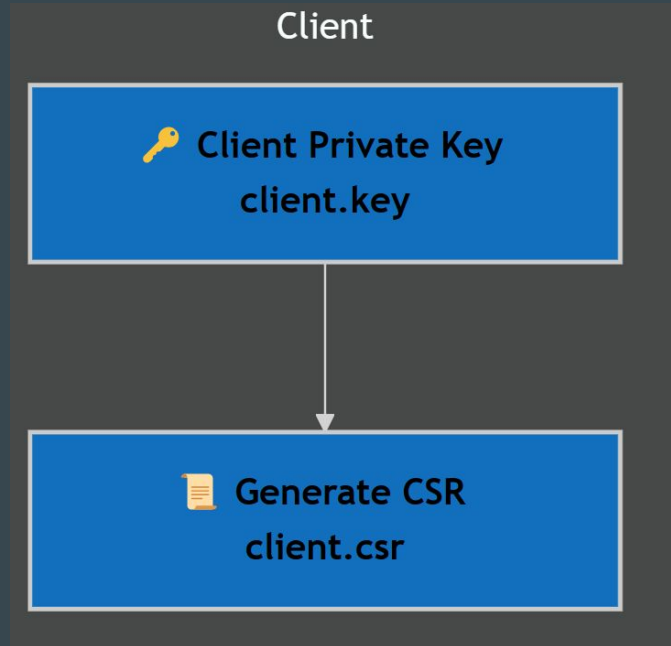 Client
🔑 Client Private Key
client.key
📜 Generate CSR
client.csr